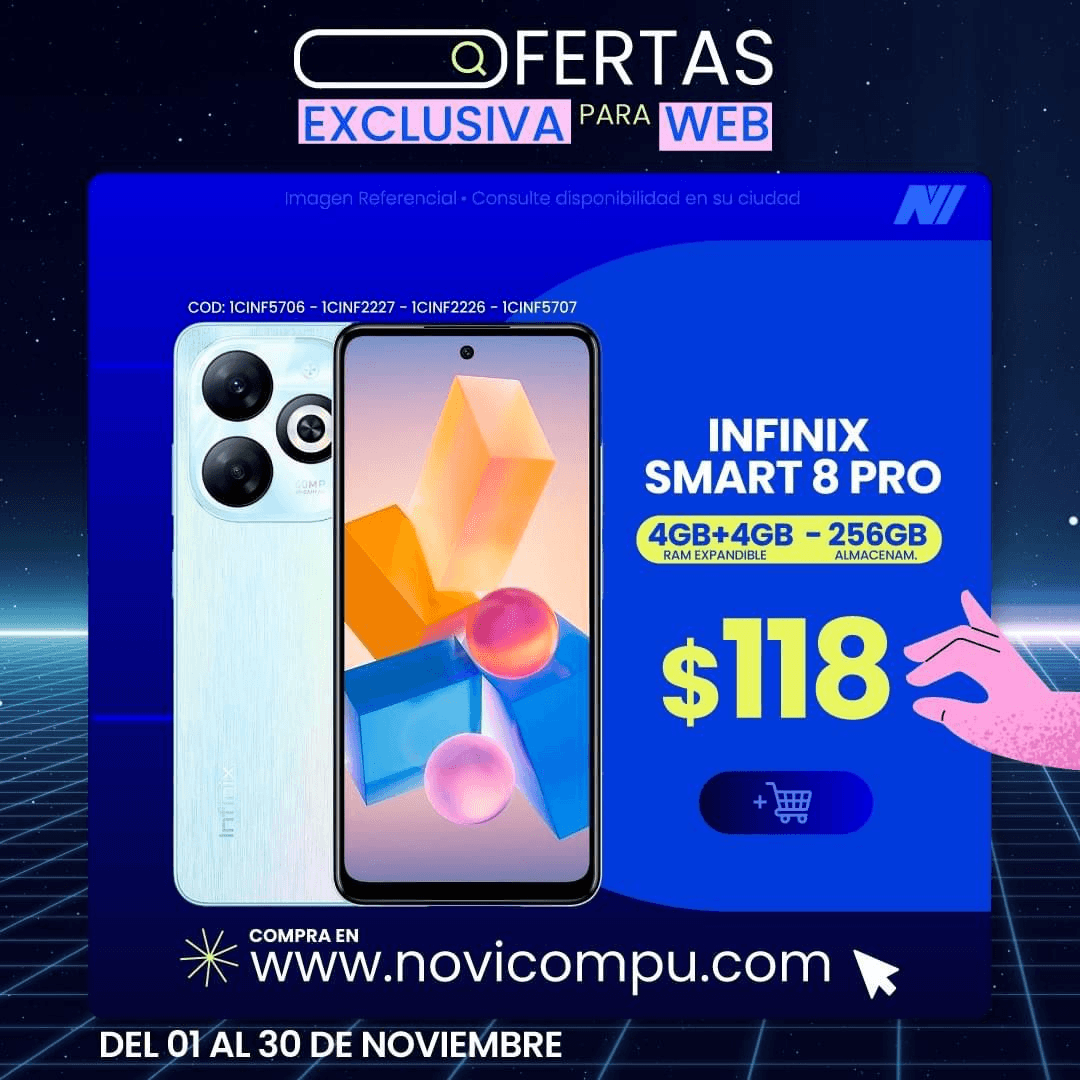 OFERTAS
EXCLUSIVA PARA WEB
Imagen Referencial • Consulte disponibilidad en su ciudad
NI
COD: 1CINF5706 - 1CINF2227 - 1CINF2226 - 1CINF5707
50MP
Infinix
INFINIX
SMART 8 PRO
4GB+4GB - 256GB
RAM EXPANDIBLE ALMACENAM.
$118
+
COMPRA EN
www.novicompu.com
DEL 01 AL 30 DE NOVIEMBRE